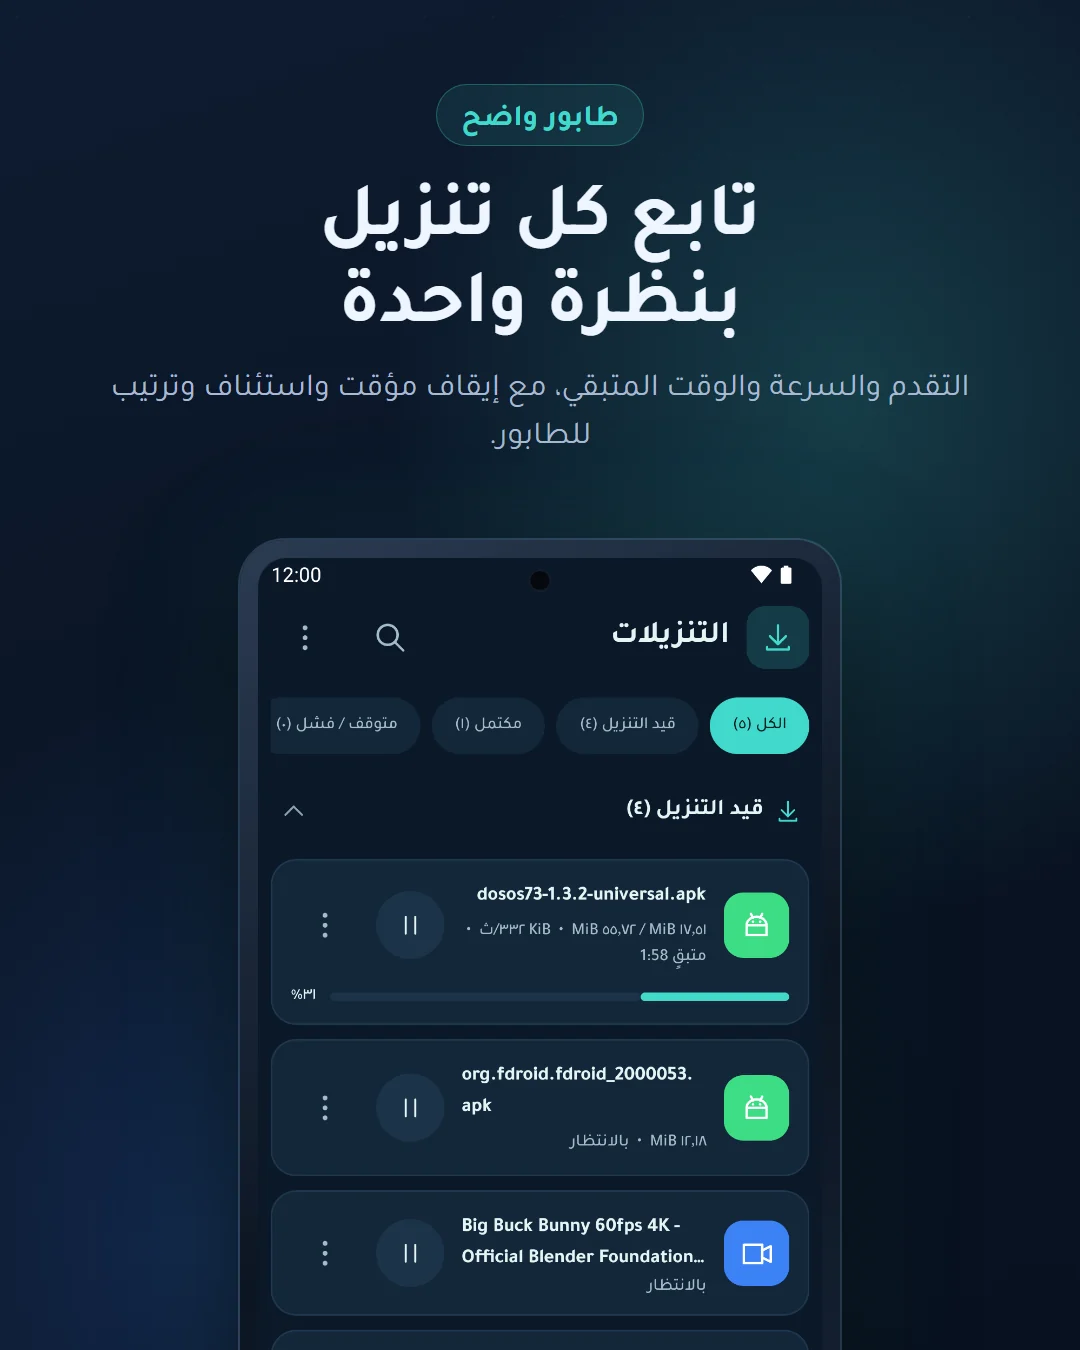 طابور واضح
تابع كل تنزيل
بنظرة واحدة
التقدم والسرعة والوقت المتبقي، مع إيقاف مؤقت واستئناف وترتيب
للطابور.
12:00
التنزيلات
الكل (٥)
قيد التنزيل (٤)
مكتمل (١)
متوقف / فشل (٠)
قيد التنزيل (٤)
dosos73-1.3.2-universal.apk
١٧٫٥١ MiB / ٥٥٫٧٢ MiB • ٣٣٢ KiB/ث •
متبقٍ 1:58
٣١%
org.fdroid.fdroid_2000053.
apk
١٢٫١٨ MiB • بالانتظار
Big Buck Bunny 60fps 4K -
Official Blender Foundation…
بالانتظار